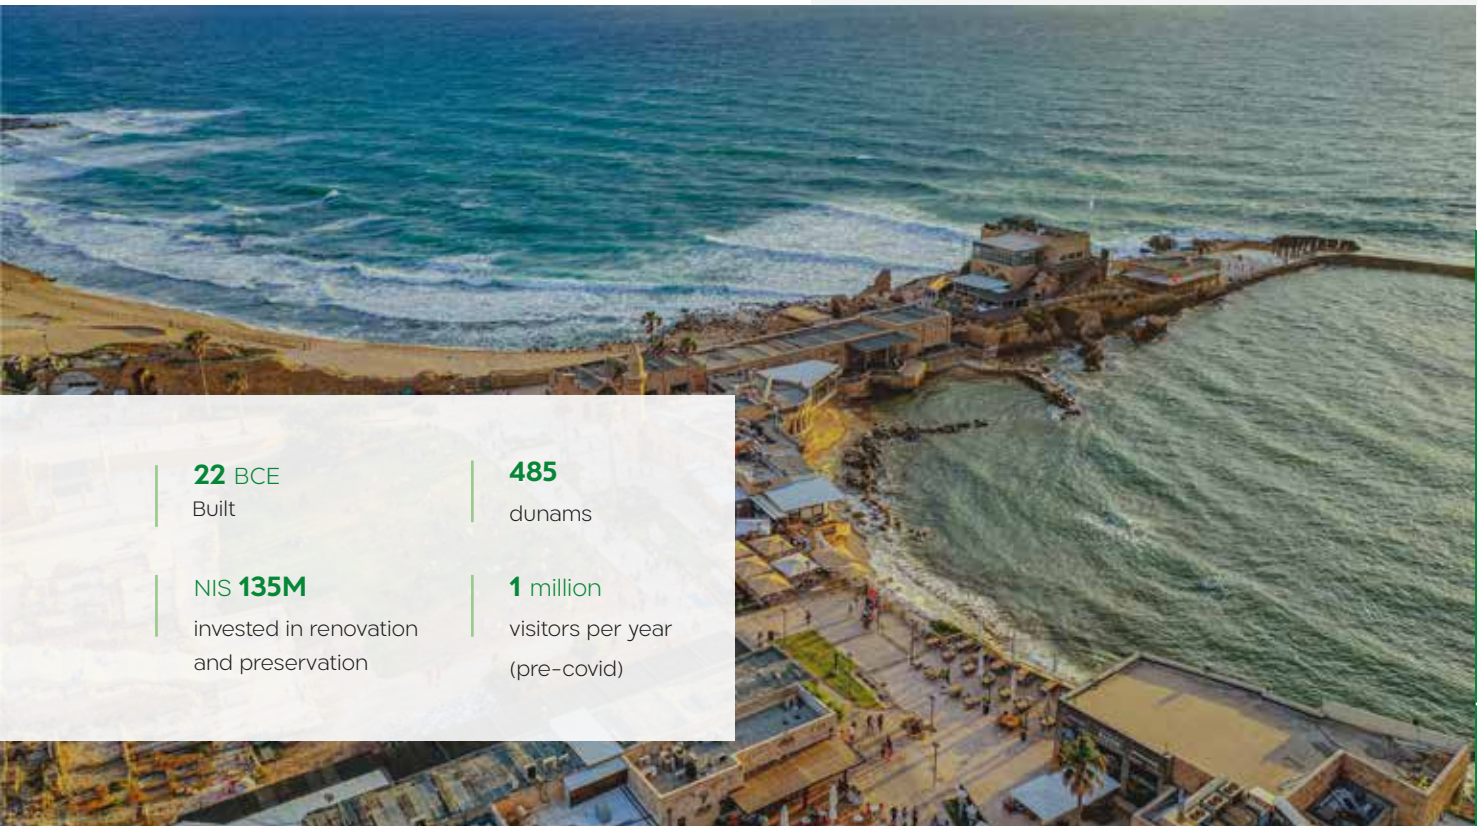 22 BCE
Built
485
dunams
NIS 135M
invested in renovation
and preservation
1 million
visitors per year
(pre-covid)